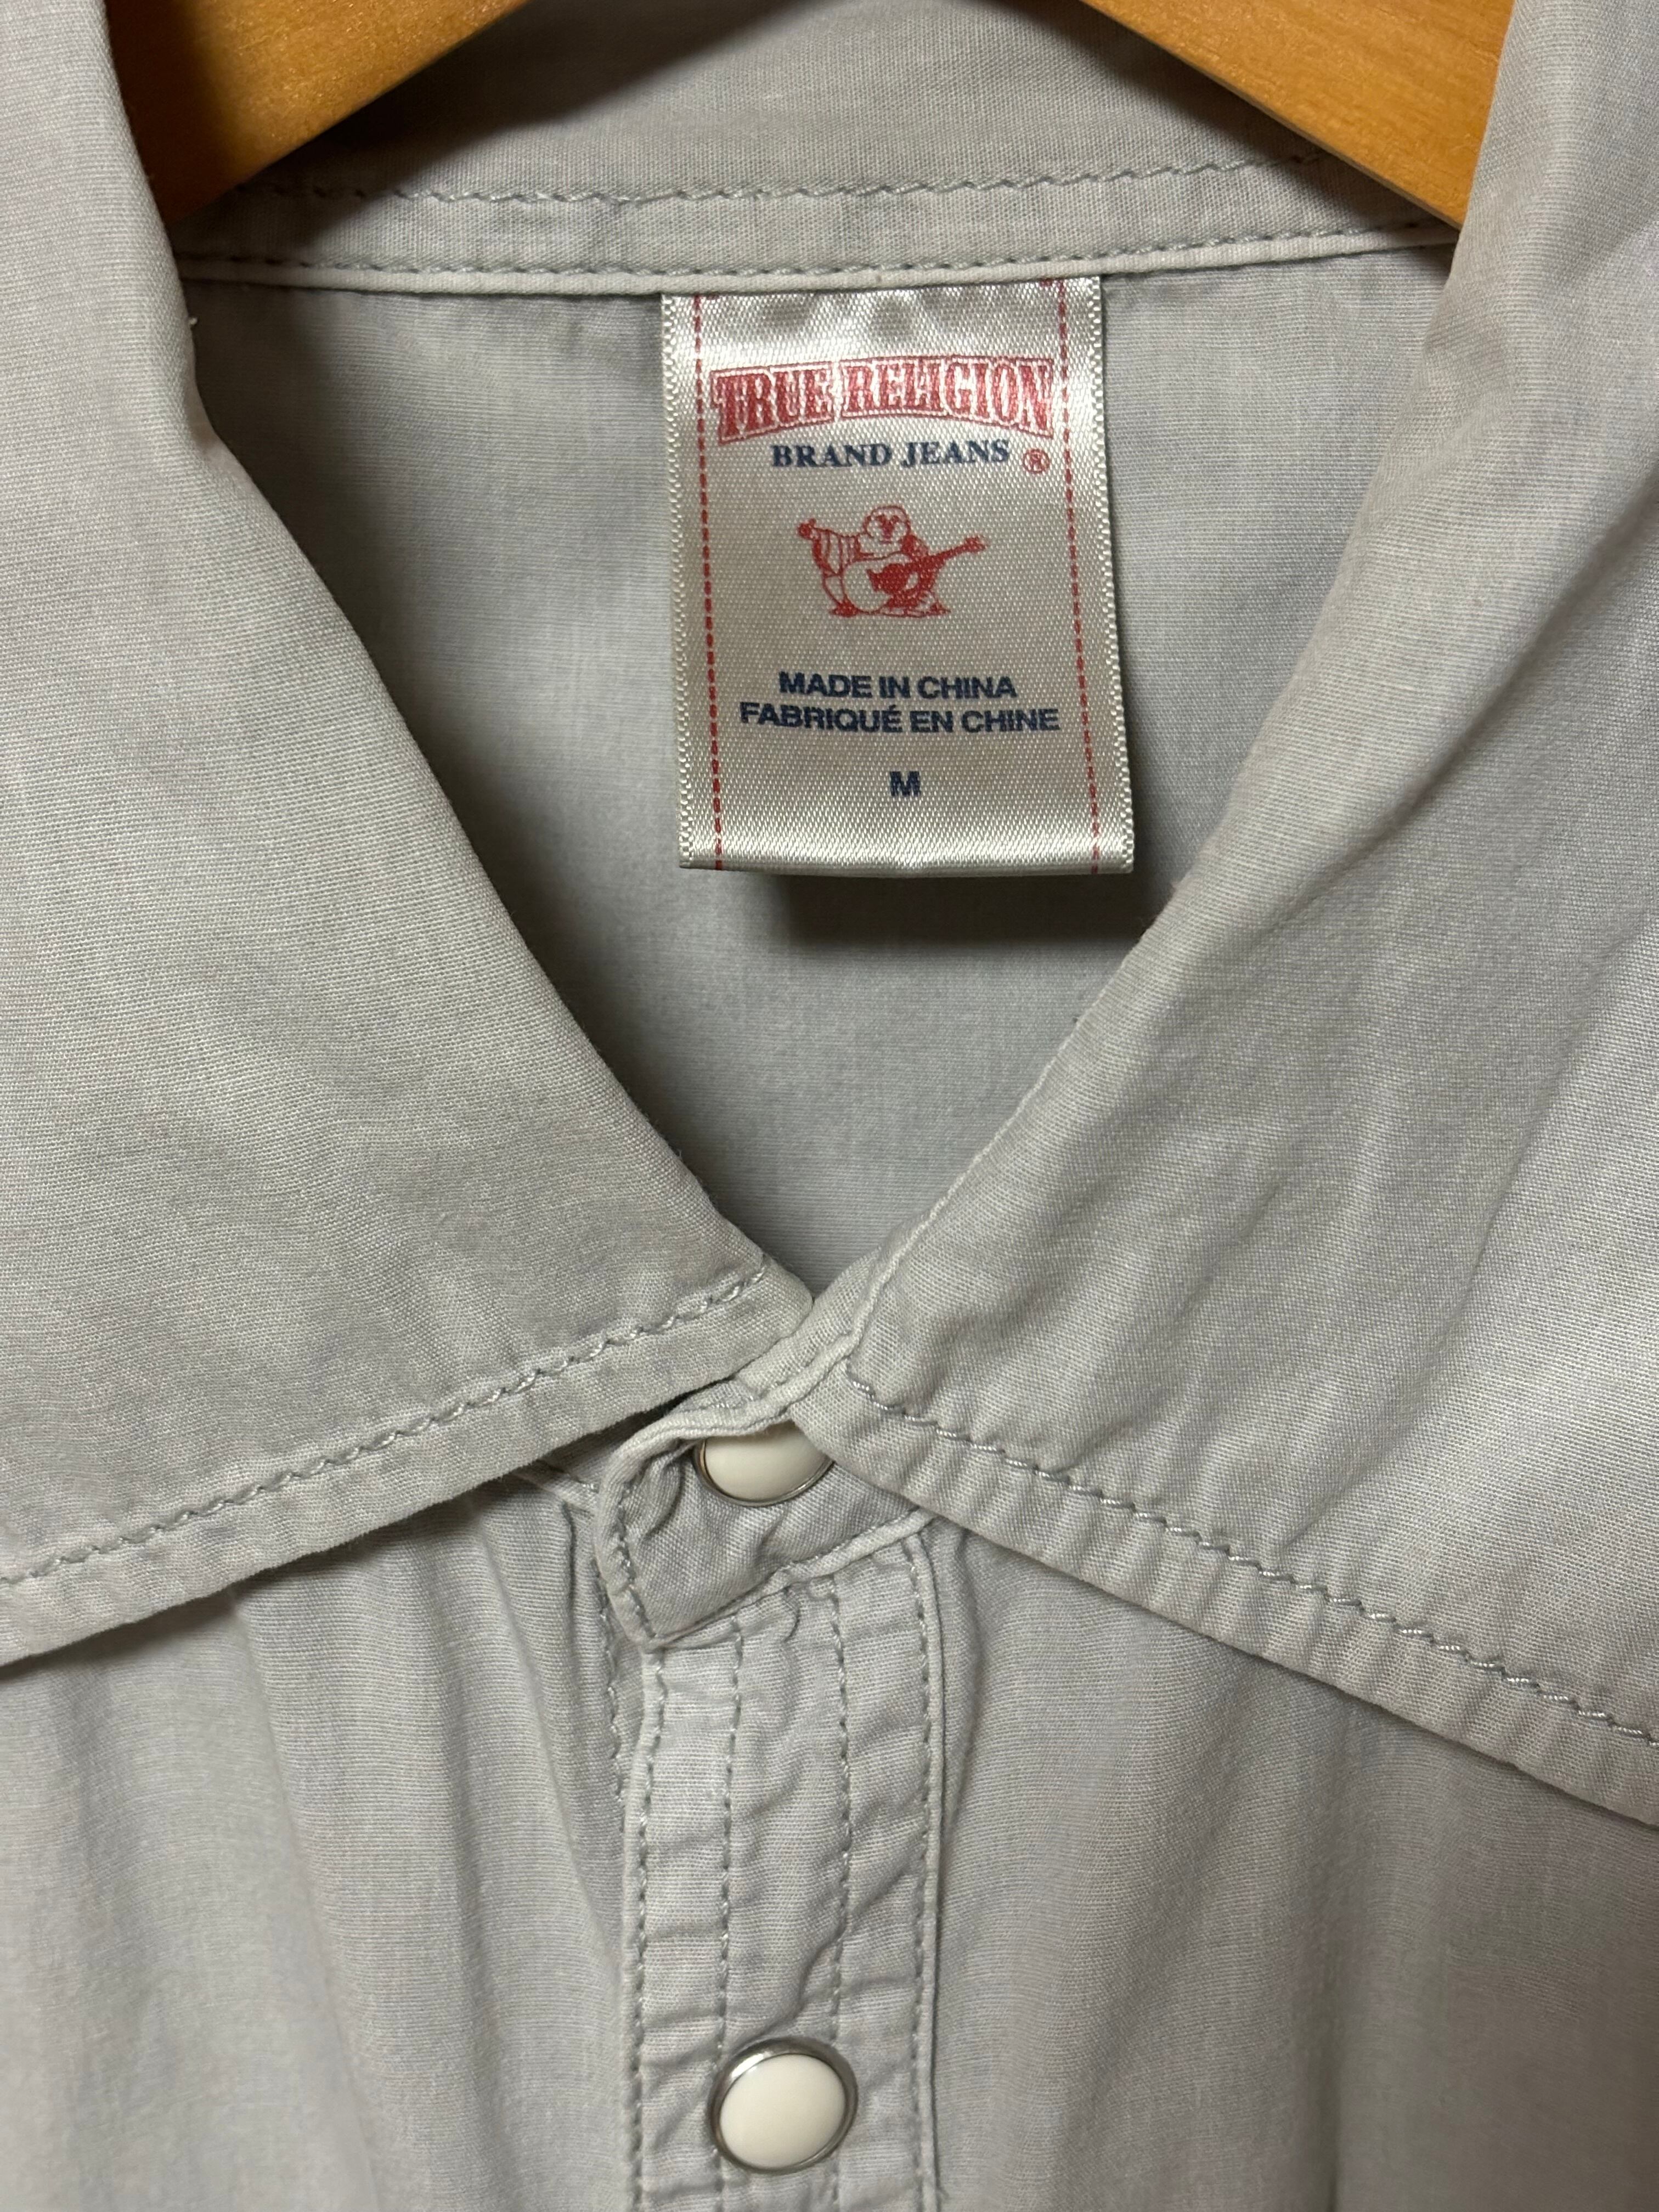 TRUE RELIGION
BRAND JEANS ®
MADE IN CHINA
FABRIQUÉ EN CHINE
M